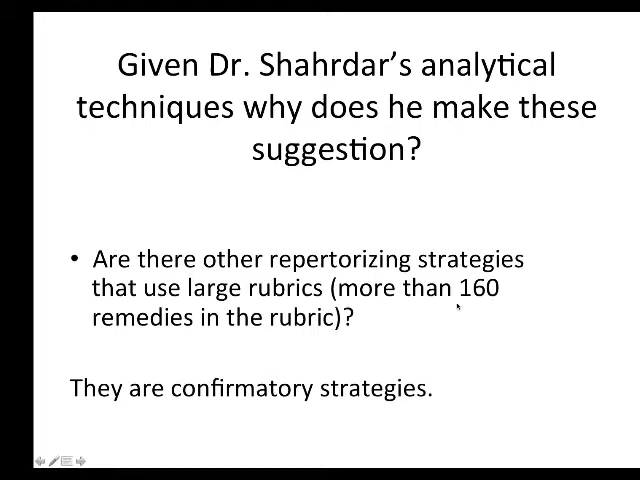 Given Dr. Shahrdar's analytical
techniques why does he make these
suggestion?
• Are there other repertorizing strategies
that use large rubrics (more than 160
remedies in the rubric)?
They are confirmatory strategies.